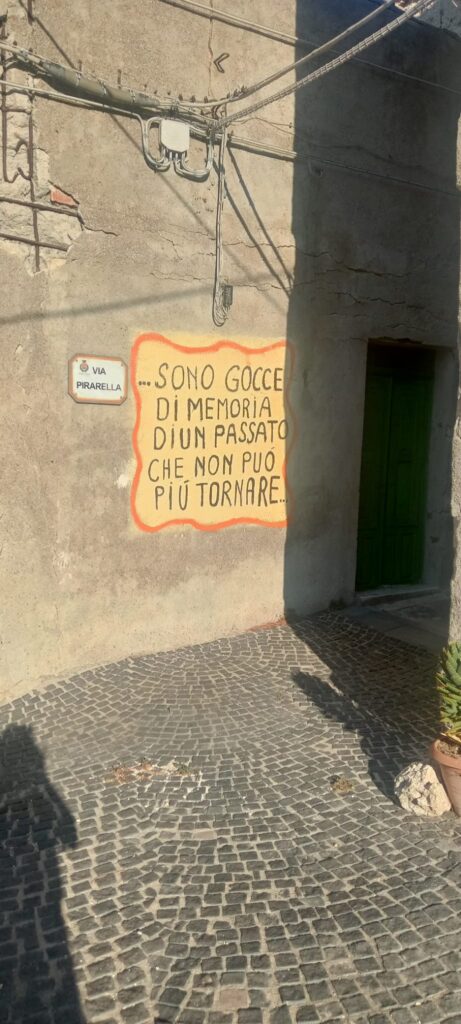 VIA
PIRARELLA
...SONO GOCCE
DI MEMORIA
DI UN PASSATO
CHE NON PUÓ
PIÚ TORNARE...